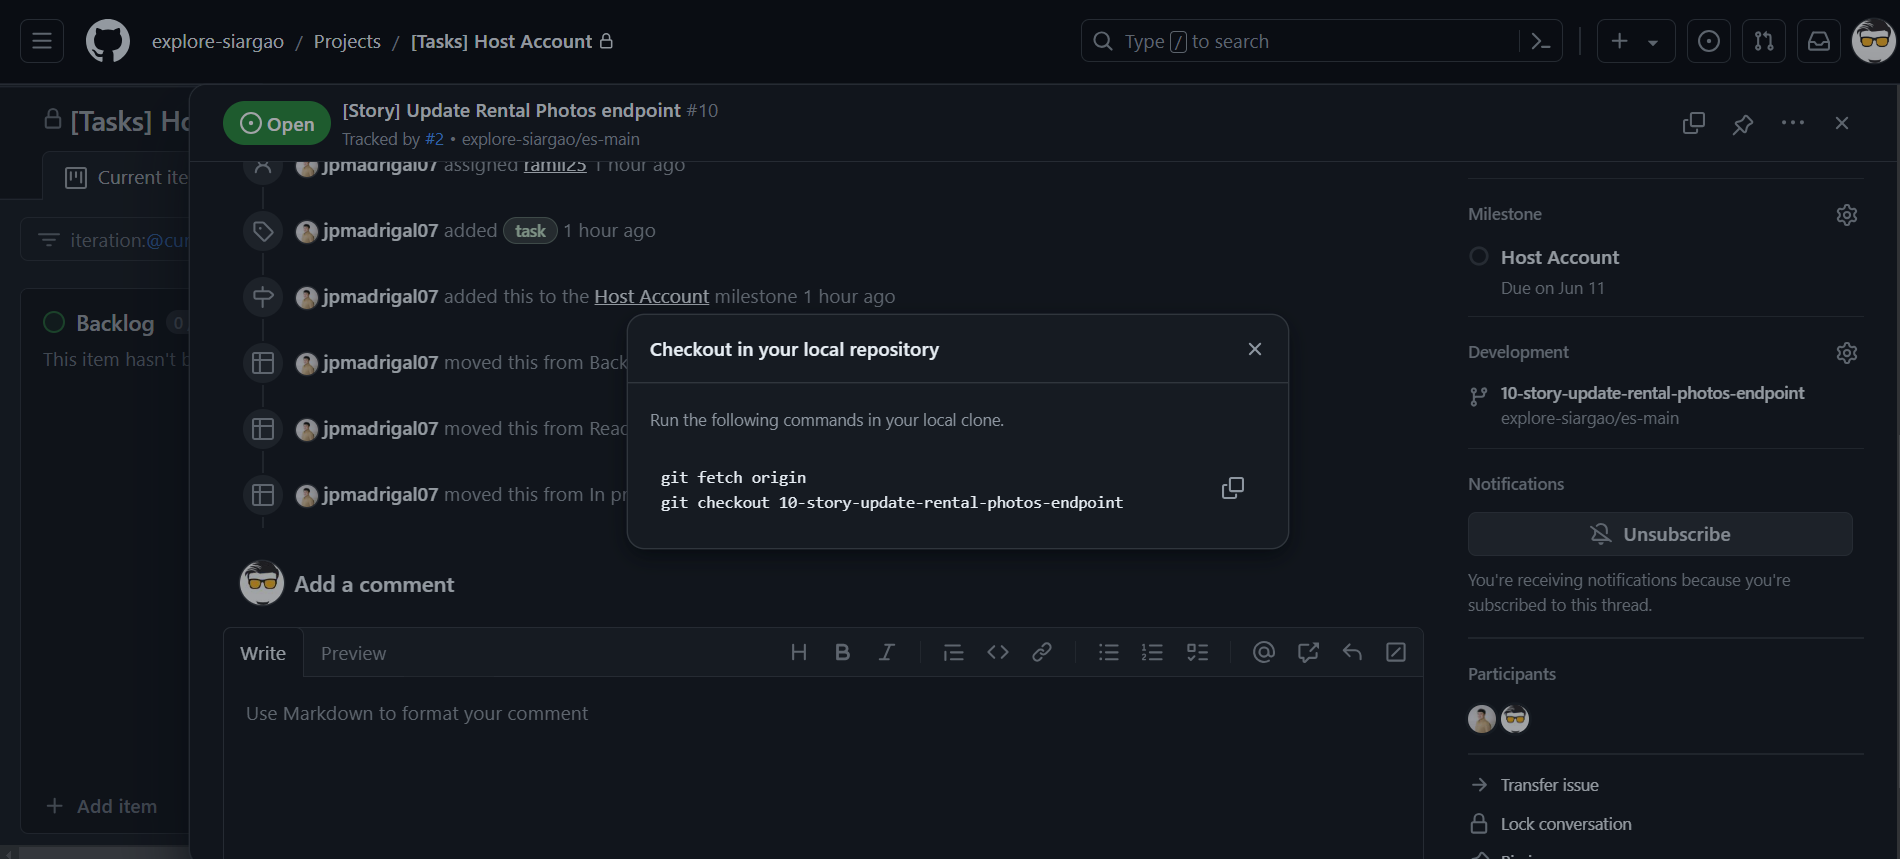 explore-siargao / Projects / [Tasks] Host Account
Type / to search
[Tasks] Ho
Current ite
iteration:@cur
Backlog 0
This item hasn't b
Add item
Open
[Story] Update Rental Photos endpoint #10
Tracked by #2 • explore-siargao/es-main
jpmadrigal07 assigned ramil25 1 hour ago
jpmadrigal07 added task 1 hour ago
jpmadrigal07 added this to the Host Account milestone 1 hour ago
jpmadrigal07 moved this from Back
jpmadrigal07 moved this from Reac
jpmadrigal07 moved this from In pr
Checkout in your local repository
Run the following commands in your local clone.
git fetch origin
git checkout 10-story-update-rental-photos-endpoint
Add a comment
Write
Preview
Use Markdown to format your comment
Milestone
Host Account
Due on Jun 11
Development
10-story-update-rental-photos-endpoint
explore-siargao/es-main
Notifications
Unsubscribe
You're receiving notifications because you're
subscribed to this thread.
Participants
Transfer issue
Lock conversation